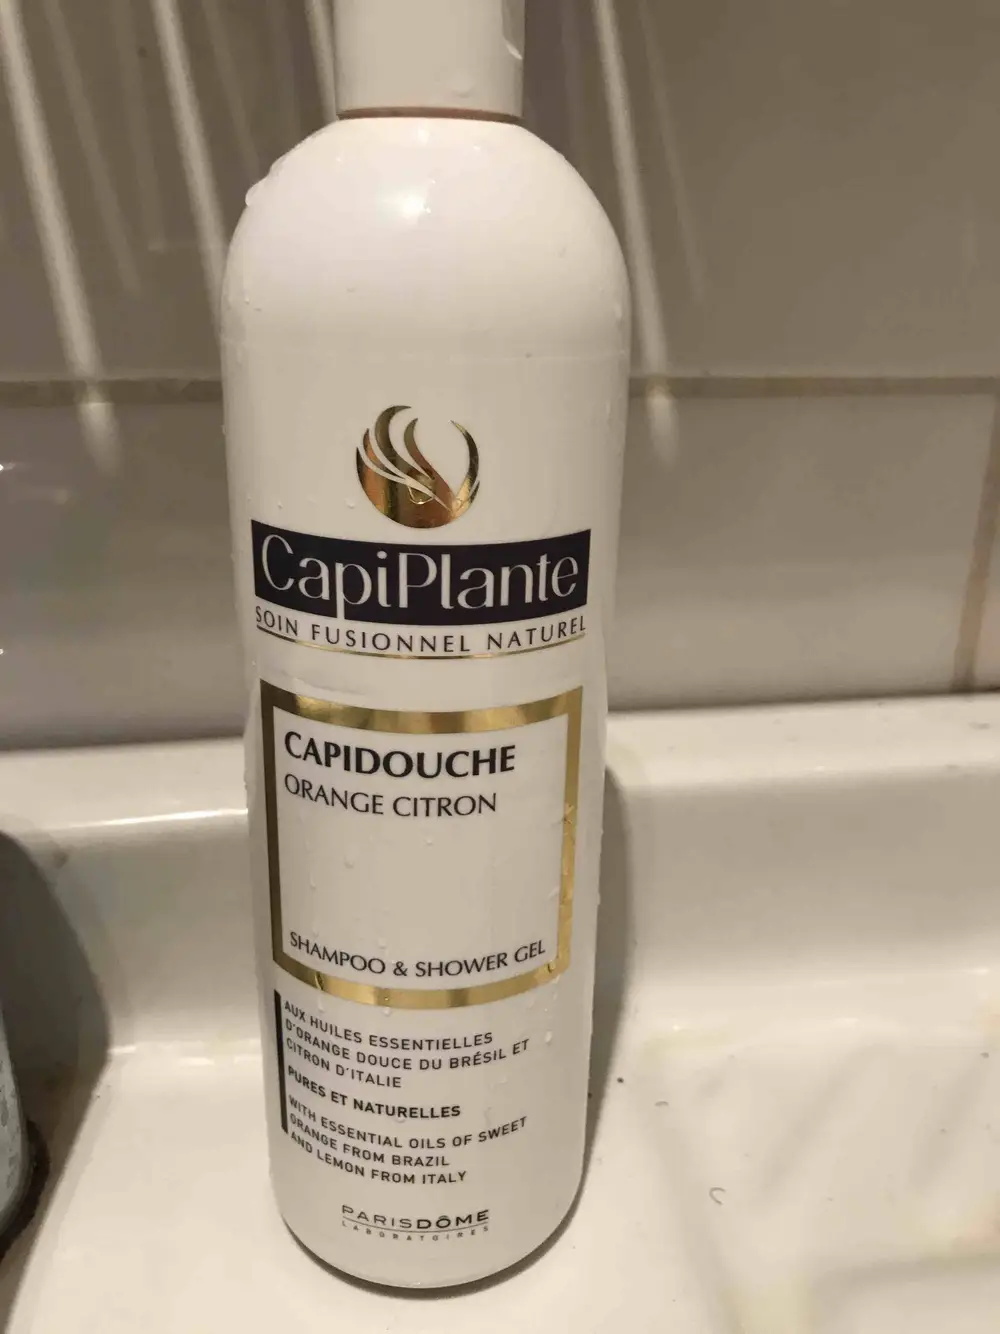 CapiPlante
SOIN FUSIONNEL NATUREL
CAPIDOUCHE
ORANGE CITRON
SHAMPOO & SHOWER GEL
AUX HUILES ESSENTIELLES
D'ORANGE DOUCE DU BRÉSIL ET
CITRON D'ITALIE
PURES ET NATURELLES
WITH ESSENTIAL OILS OF SWEET
ORANGE FROM BRAZIL
AND LEMON FROM ITALY
PARISDÔME
LABORATOIRES